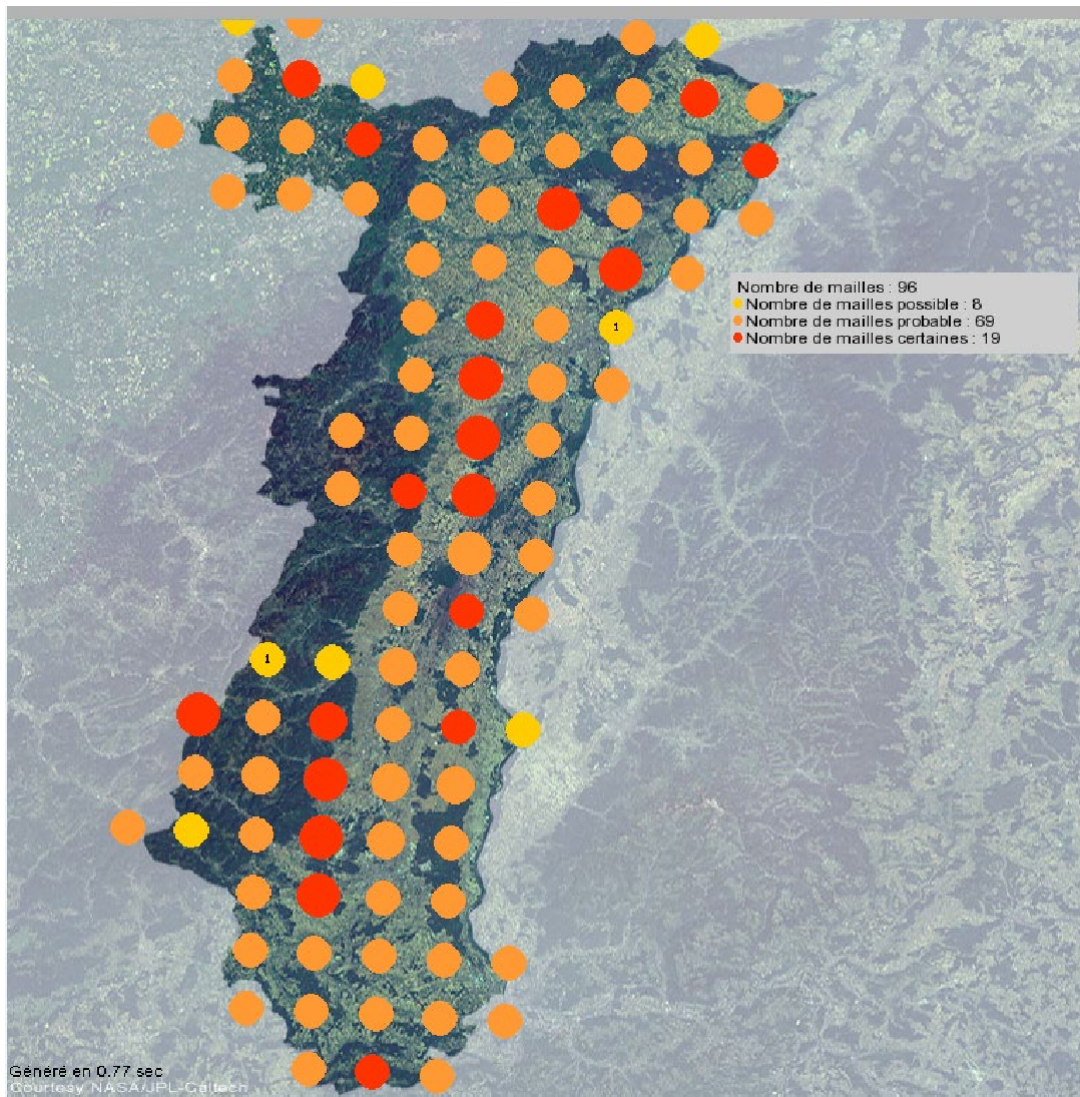 Nombre de mailles : 96
Nombre de mailles possible : 8
Nombre de mailles probable : 69
Nombre de mailles certaines : 19
1
1
Généré en 0.77 sec
Courtesy NASA/JPL-Caltech